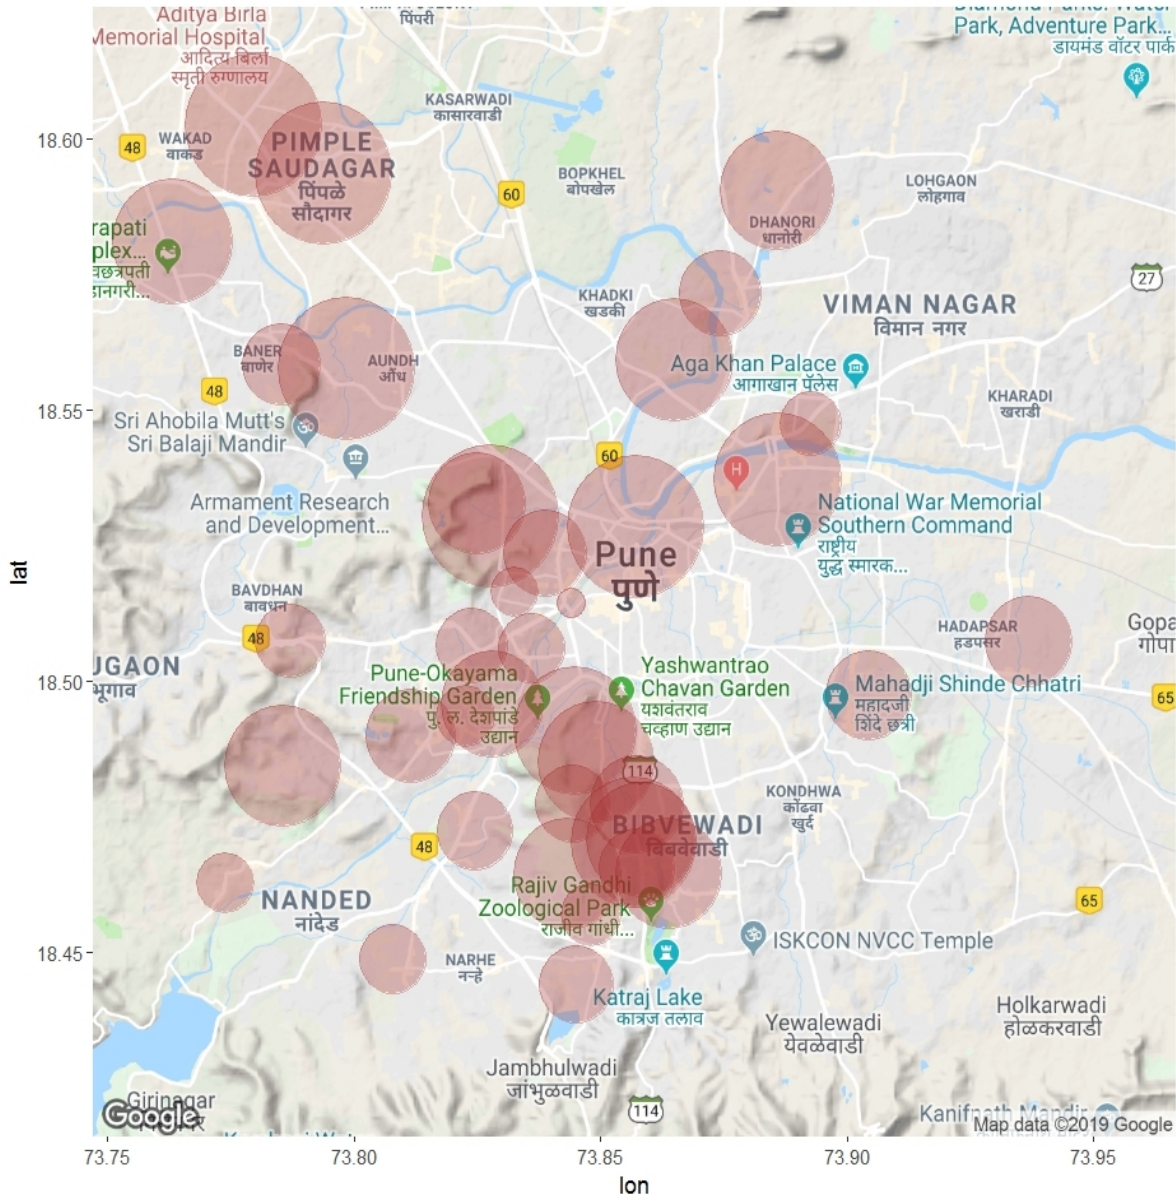 Aditya Birla
Memorial Hospital
आदित्य बिर्ला
स्मृती रुग्णालय
पिंपरी
Park, Adventure Park...
डायमंड वॉटर पार्क
KASARWADI
कासारवाडी
18.60
48
WAKAD
वाकड
PIMPLE
SAUDAGAR
पिंपळे
सौदागर
60
BOPKHEL
बोपखेल
LOHGAON
लोहगाव
DHANORI
धानोरी
rapati
plex...
27
KHADKI
खडकी
VIMAN NAGAR
विमान नगर
BANER
बाणेर
AUNDH
औंध
Aga Khan Palace
आगाखान पॅलेस
48
KHARADI
खराडी
18.55
Sri Ahobila Mutt's
Sri Balaji Mandir
60
H
Armament Research
and Development...
National War Memorial
Southern Command
राष्ट्रीय
युद्ध स्मारक...
Pune
पुणे
lat
BAVDHAN
बावधन
48
HADAPSAR
हडपसर
Gopa
गोपा
UGAON
भूगाव
18.50
Pune-Okayama
Friendship Garden
पु. ल. देशपांडे
उद्यान
Yashwantrao
Chavan Garden
यशवंतराव
चव्हाण उद्यान
Mahadji Shinde Chhatri
महादजी
शिंदे छत्री
65
114
KONDHWA
कोंढवा
खुर्द
BIBVEWADI
बिबवेवाडी
48
NANDED
नांदेड
Rajiv Gandhi
Zoological Park
राजीव गांधी...
65
ISKCON NVCC Temple
18.45
NARHE
नऱ्हे
Katraj Lake
कात्रज तलाव
Holkarwadi
होळकरवाडी
Yewalewadi
येवळेवाडी
Jambhulwadi
जांभुळवाडी
Girinagar
Google
114
Kanifnath Mandir
Map data ©2019 Google
73.75
73.80
73.85
73.90
73.95
lon